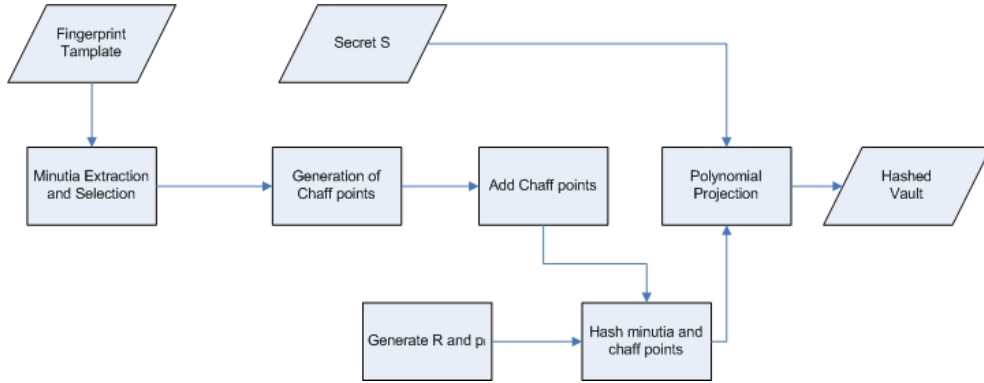 Fingerprint
Tamplate
Secret S
Minutia Extraction
and Selection
Generation of
Chaff points
Add Chaff points
Polynomial
Projection
Hashed
Vault
Generate R and p
Hash minutia and
chaff points